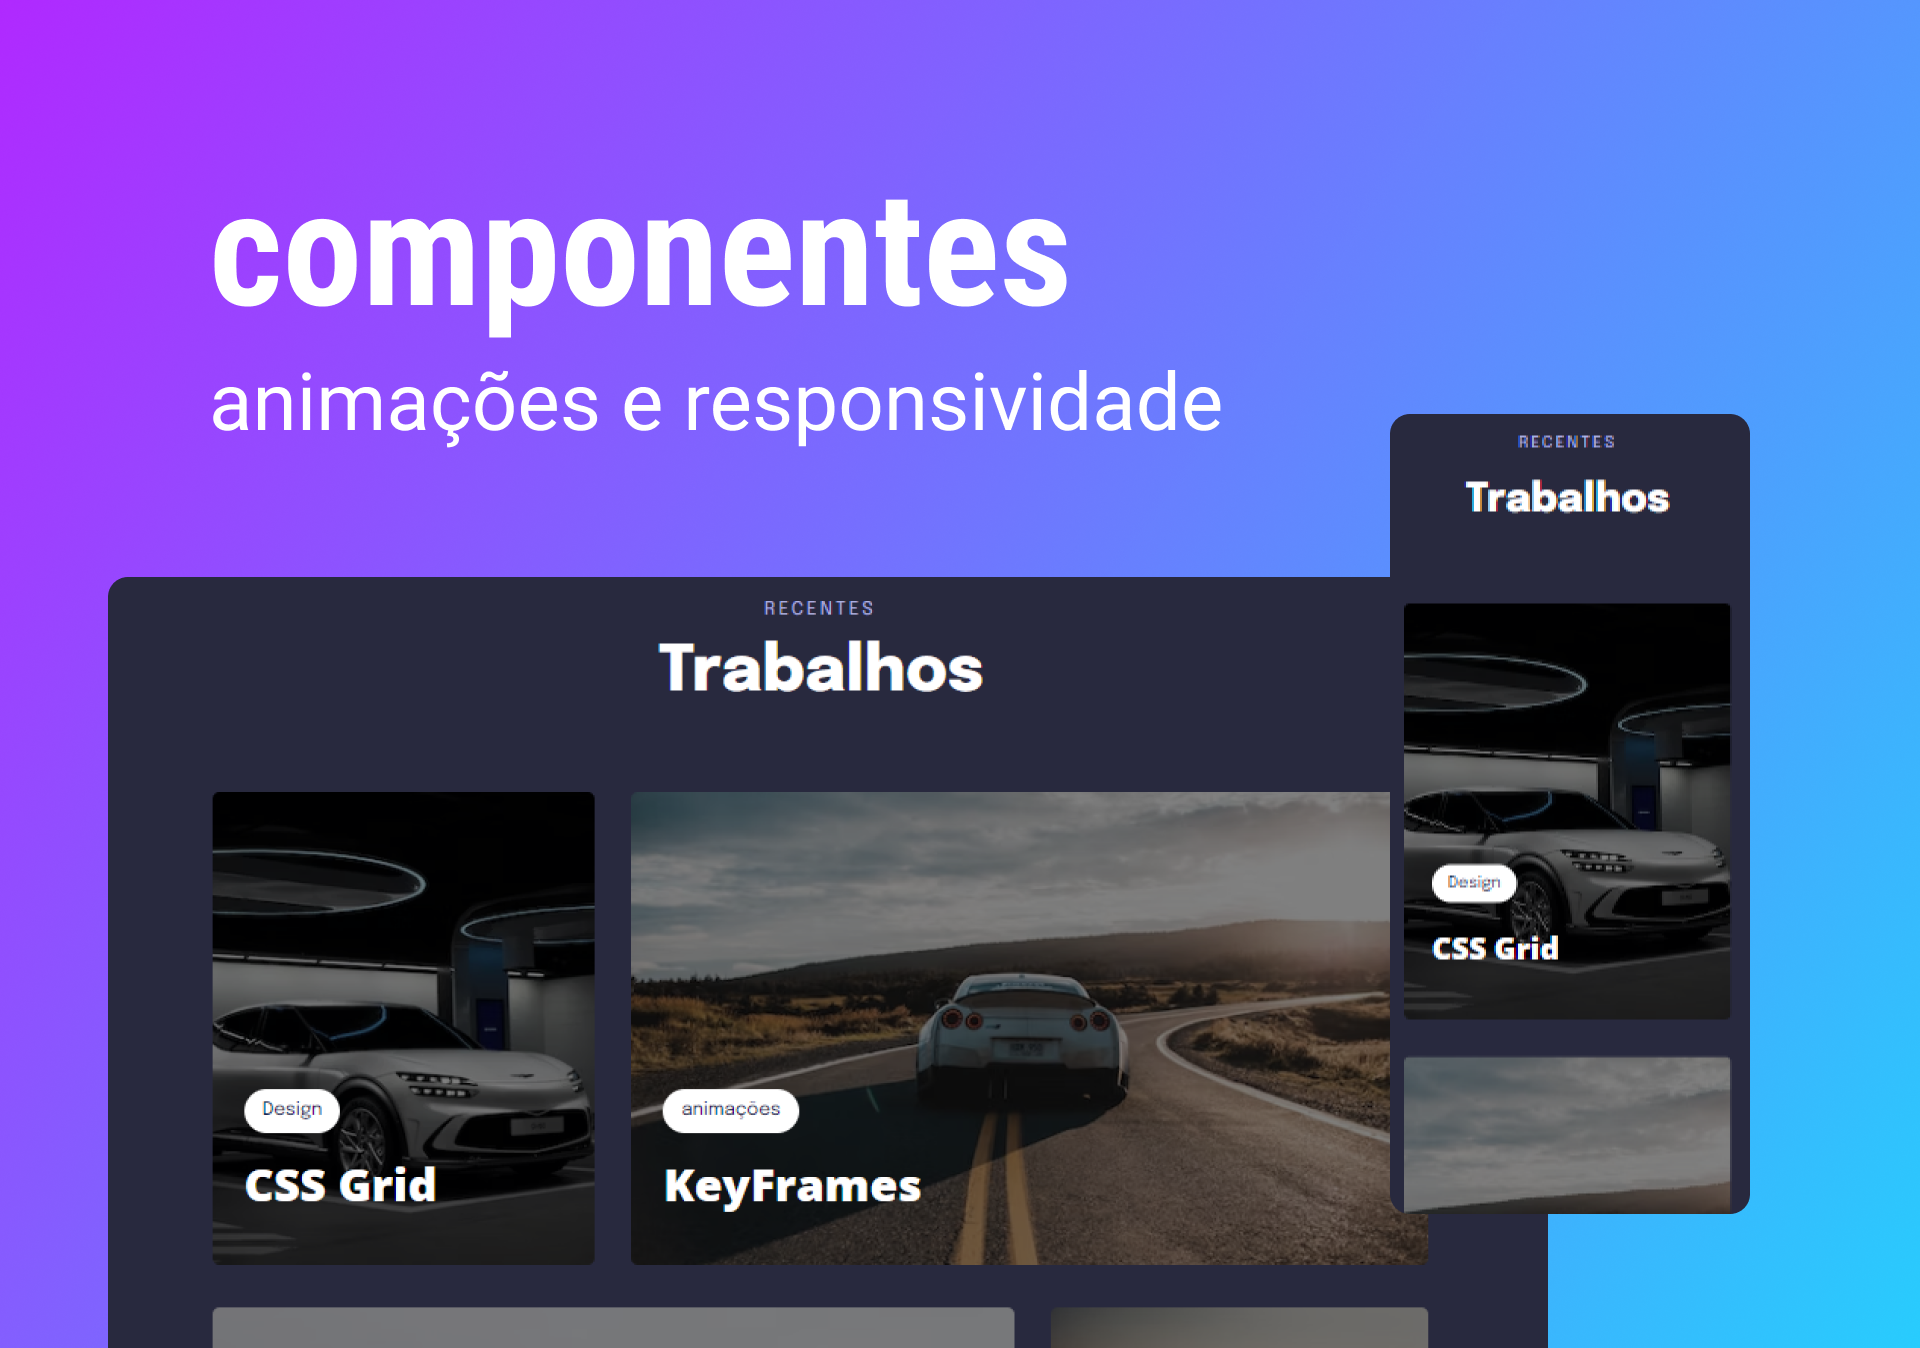 componentes
animações e responsividade
RECENTES
Trabalhos
Design
CSS Grid
animações
KeyFrames
RECENTES
Trabalhos
Design
CSS Grid